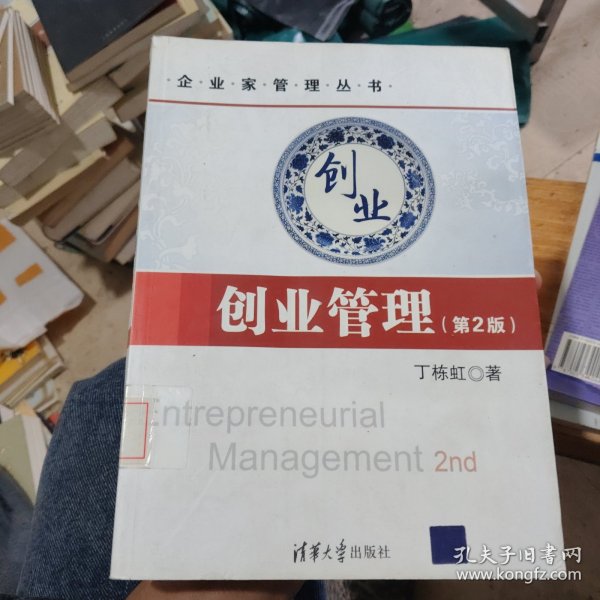 ·企·业·家·管·理·丛·书·
创业
创业管理(第2版)
丁栋虹◎著
Entrepreneurial
Management 2nd
清华大学出版社
孔夫子旧书网
www.kongfz.com